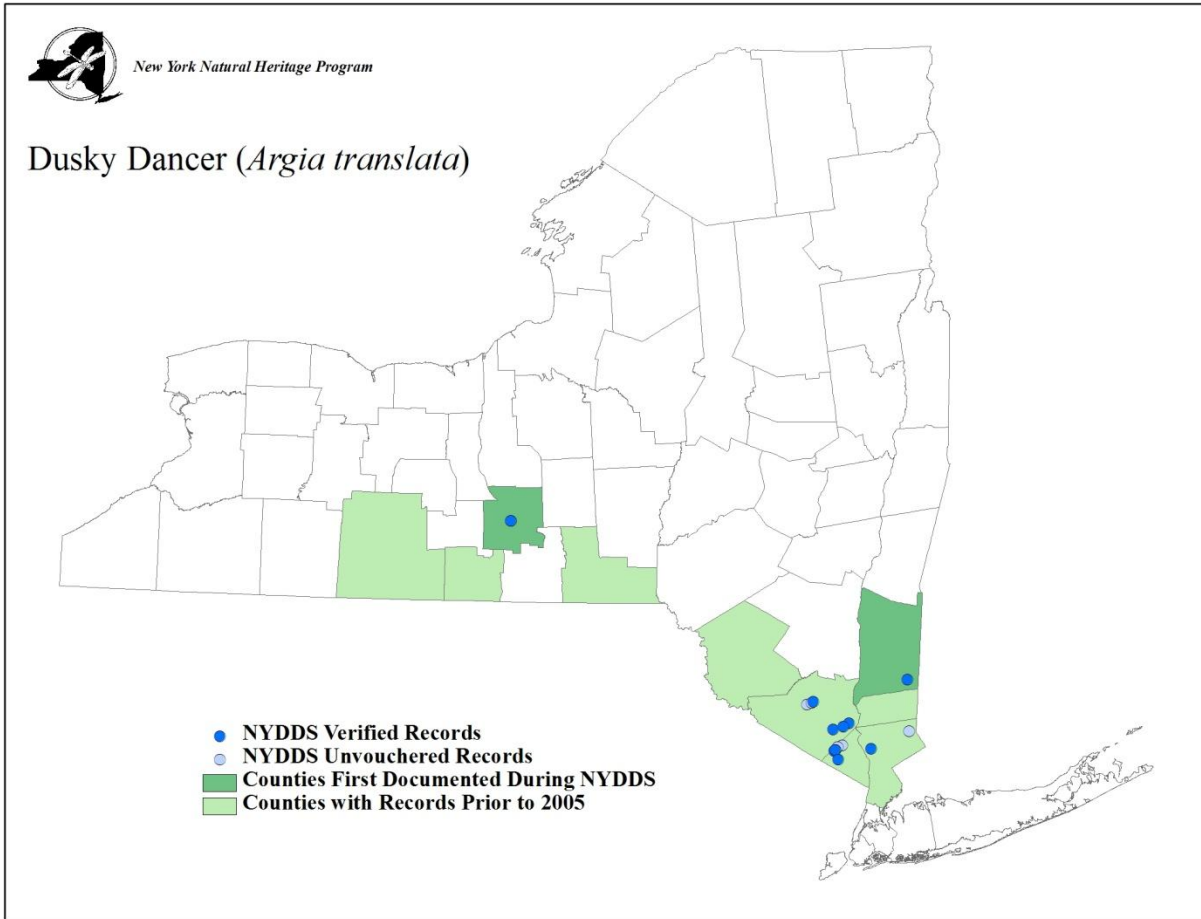 New York Natural Heritage Program
Dusky Dancer (Argia translata)
NYDDS Verified Records
NYDDS Unvouchered Records
Counties First Documented During NYDDS
Counties with Records Prior to 2005